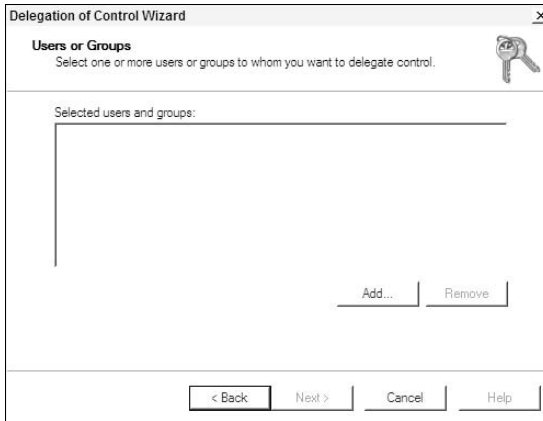 Delegation of Control Wizard
Users or Groups
Select one or more users or groups to whom you want to delegate control.
Selected users and groups:
Add... Remove
< Back Next > Cancel Help